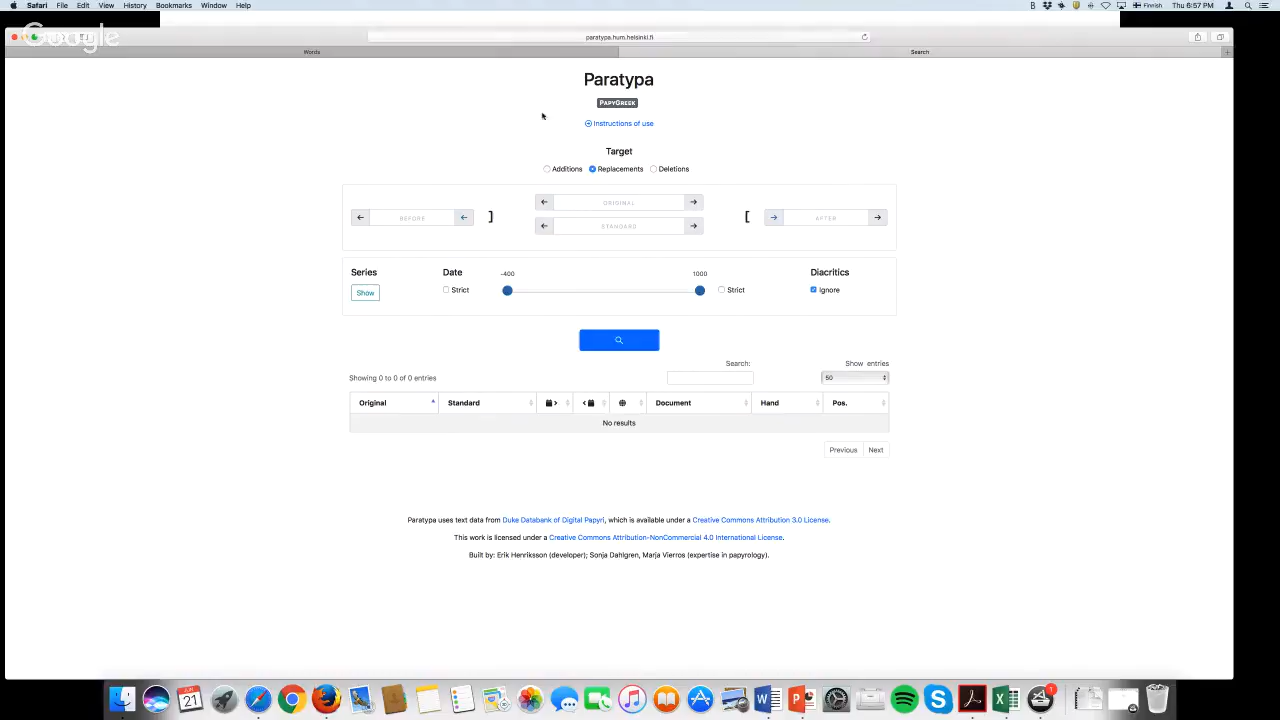 Safari File Edit View History Bookmarks Window Help
Finnish Thu 6:57 PM
Google
paratypa.hum.helsinki.fi
Words Search
Paratypa
PAPYGREEK
Instructions of use
Target
Additions Replacements Deletions
ORIGINAL
BEFORE ] [ AFTER
STANDARD
Series Date -400 1000 Diacritics
Show Strict Strict Ignore
Search: Show entries
Showing 0 to 0 of 0 entries 50
Original Standard Document Hand Pos.
No results
Previous Next
Paratypa uses text data from Duke Databank of Digital Papyri, which is available under a Creative Commons Attribution 3.0 License.
This work is licensed under a Creative Commons Attribution-NonCommercial 4.0 International License.
Built by: Erik Henriksson (developer); Sonja Dahlgren, Marja Vierros (expertise in papyrology).
21